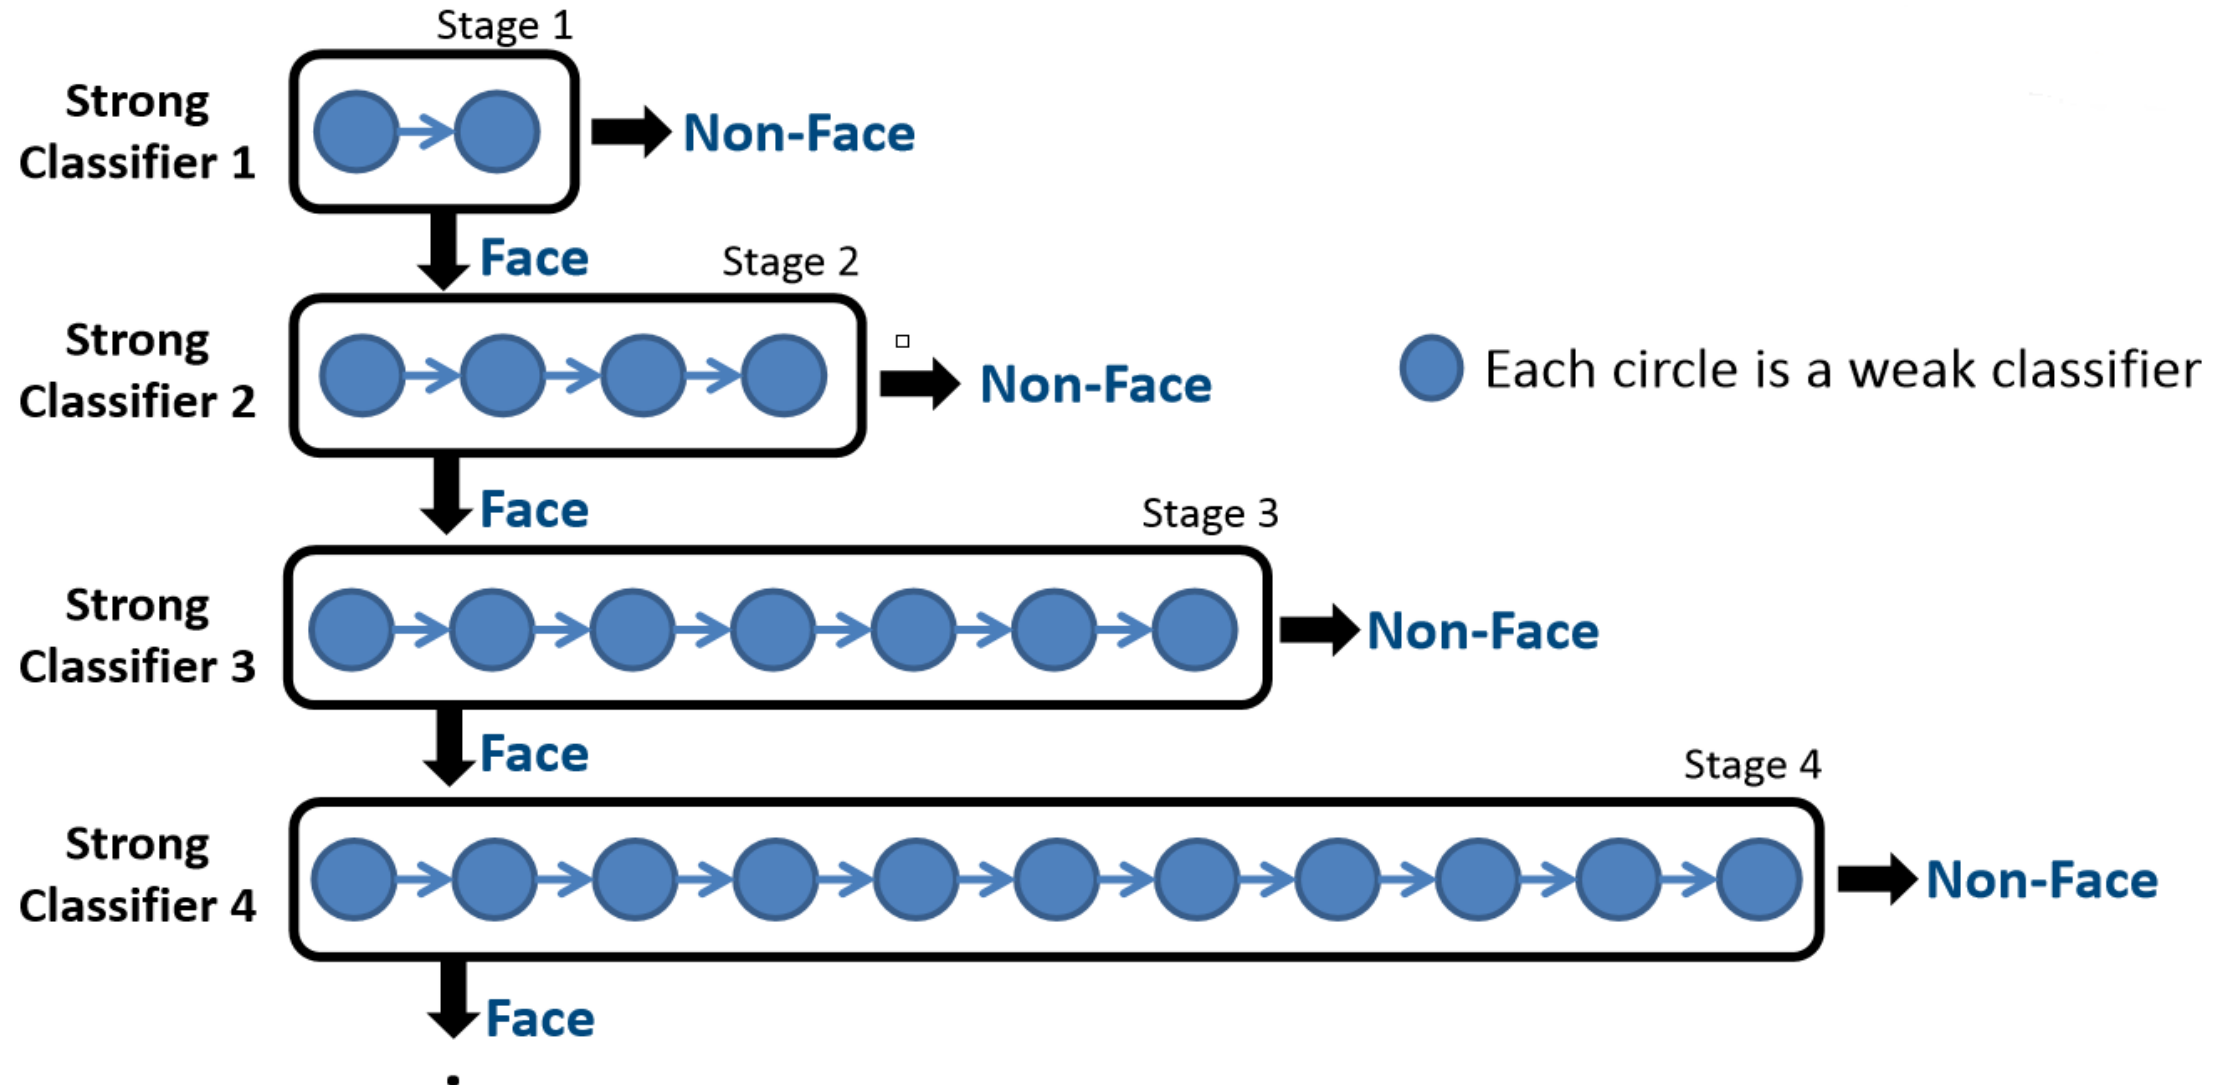 Stage 1
Strong
Classifier 1
Non-Face
Face
Stage 2
Strong
Classifier 2
Non-Face
Each circle is a weak classifier
Face
Stage 3
Strong
Classifier 3
Non-Face
Face
Stage 4
Strong
Classifier 4
Non-Face
Face